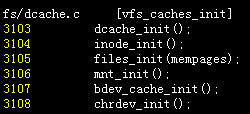 fs/dcache.c [vfs_caches_init]
3103 dcache_init();
3104 inode_init();
3105 files_init(mempages);
3106 mnt_init();
3107 bdev_cache_init();
3108 chrdev_init();